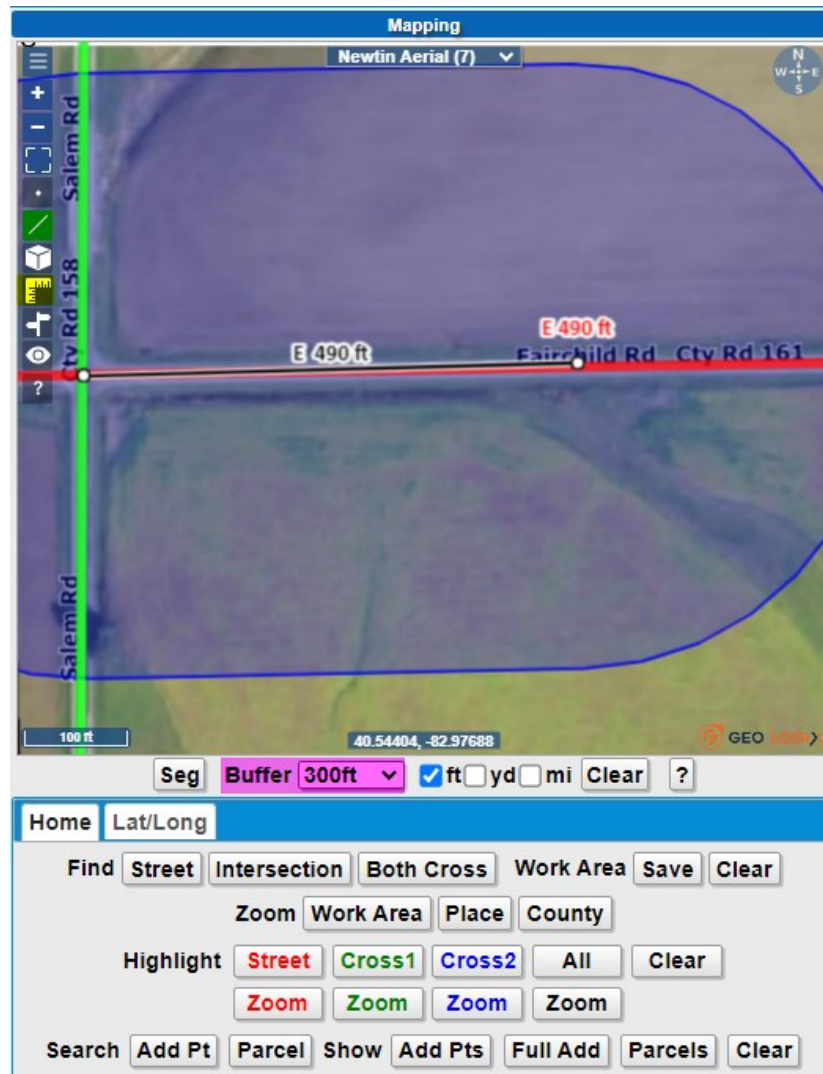 Mapping
Newtin Aerial (7)
N
W E
S
Salem Rd
Cty Rd 158
E 490 ft
E 490 ft
Fairchild Rd Cty Rd 161
?
Salem Rd
100 ft
40.54404, -82.97688
GEO LOGIX
Seg Buffer 300ft ft yd mi Clear ?
Home Lat/Long
Find Street Intersection Both Cross Work Area Save Clear
Zoom Work Area Place County
Highlight Street Cross1 Cross2 All Clear
Zoom Zoom Zoom Zoom
Search Add Pt Parcel Show Add Pts Full Add Parcels Clear